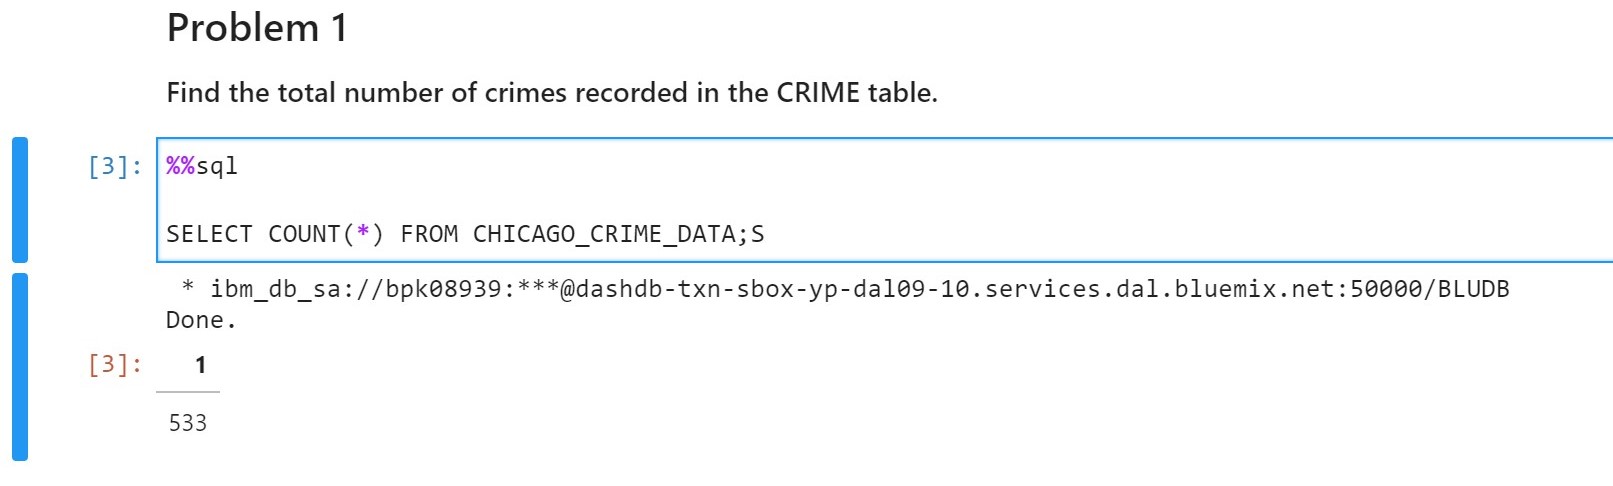 Problem 1
Find the total number of crimes recorded in the CRIME table.
[3]: %%sql
SELECT COUNT(*) FROM CHICAGO_CRIME_DATA;S
* ibm_db_sa://bpk08939:***@dashdb-txn-sbox-yp-dal09-10.services.dal.bluemix.net:50000/BLUDB
Done.
[3]: 1
533